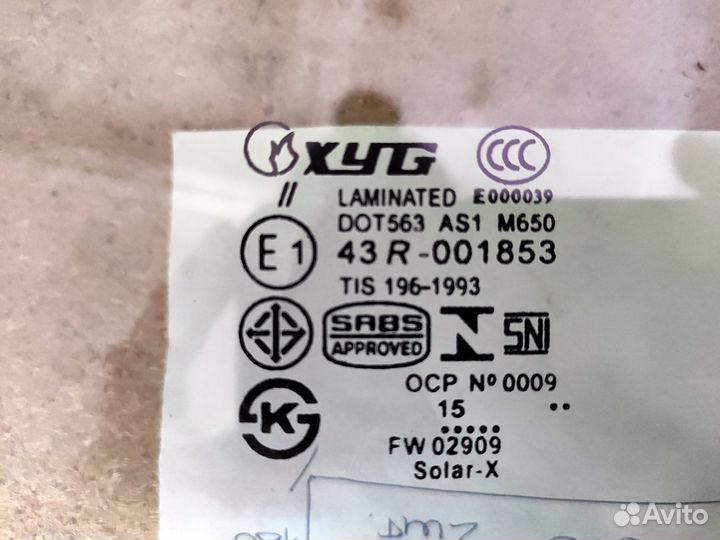 XYG CCC
// LAMINATED E000039
DOT563 AS1 M650
E1 43R-001853
TIS 196-1993
SABS SNI
APPROVED
OCP Nº 0009
K
15 ••
•••••
FW 02909
Solar-X
Avito